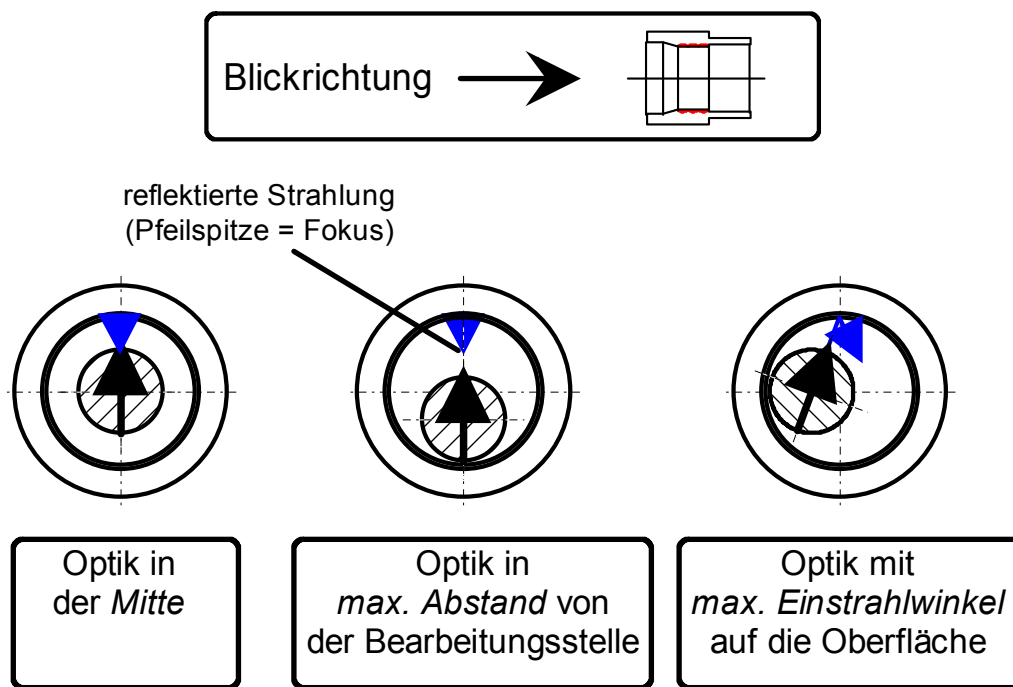 Blickrichtung
reflektierte Strahlung
(Pfeilspitze = Fokus)
Optik in
der Mitte
Optik in
max. Abstand von
der Bearbeitungsstelle
Optik mit
max. Einstrahlwinkel
auf die Oberfläche